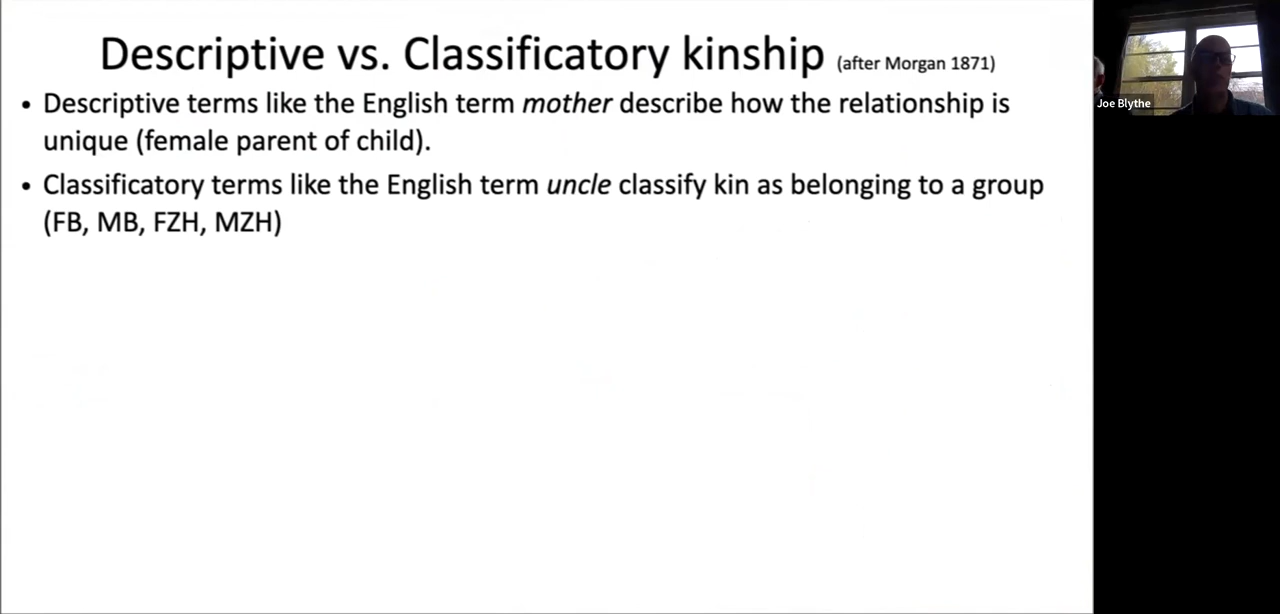 Descriptive vs. Classificatory kinship (after Morgan 1871)
• Descriptive terms like the English term mother describe how the relationship is
unique (female parent of child).
• Classificatory terms like the English term uncle classify kin as belonging to a group
(FB, MB, FZH, MZH)
Joe Blythe